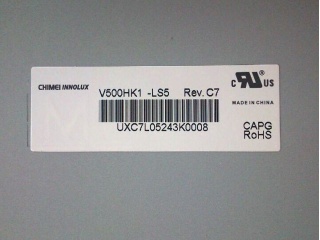 CHIMEI INNOLUX
V500HK1 -LS5 Rev. C7
UXC7L05243K0008
C US
MADE IN CHINA
CAPG
RoHS